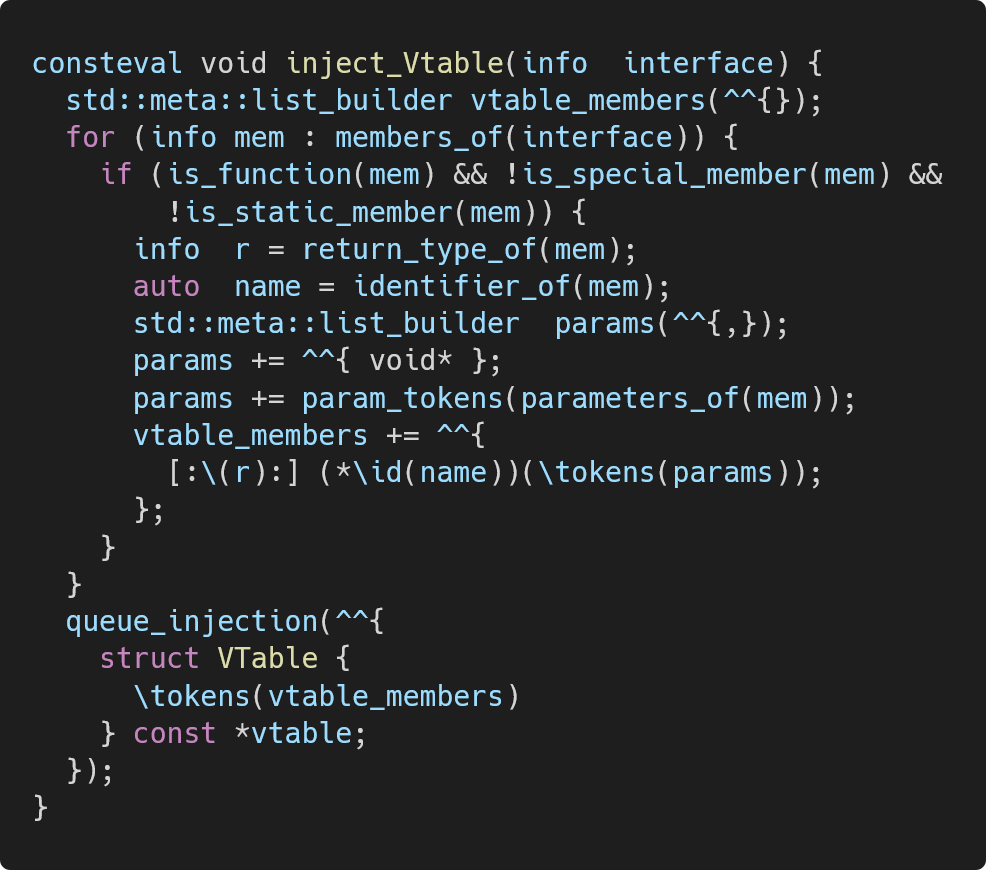 consteval void inject_Vtable(info  interface) {
  std::meta::list_builder vtable_members(^^{});
  for (info mem : members_of(interface)) {
    if (is_function(mem) && !is_special_member(mem) &&
        !is_static_member(mem)) {
      info  r = return_type_of(mem);
      auto  name = identifier_of(mem);
      std::meta::list_builder  params(^^{,});
      params += ^^{ void* };
      params += param_tokens(parameters_of(mem));
      vtable_members += ^^{
        [:\(r):] (*\id(name))(\tokens(params));
      };
    }
  }
  queue_injection(^^{
    struct VTable {
      \tokens(vtable_members)
    } const *vtable;
  });
}